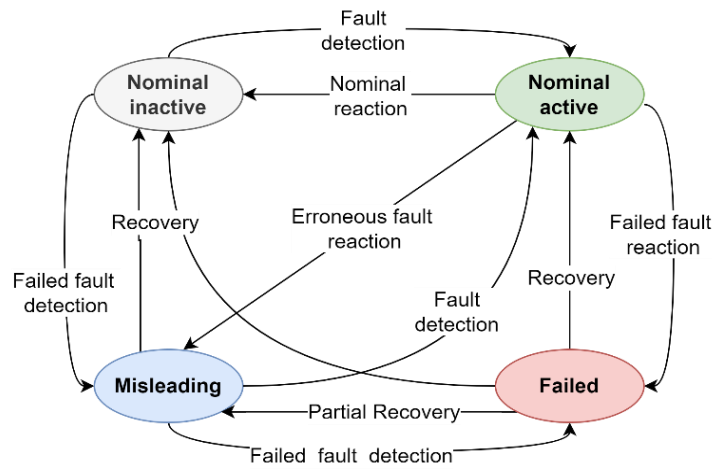 Fault
detection
Nominal
inactive
Nominal
reaction
Nominal
active
Recovery
Erroneous fault
reaction
Failed fault
reaction
Failed fault
detection
Fault
detection
Recovery
Misleading
Failed
Partial Recovery
Failed fault detection